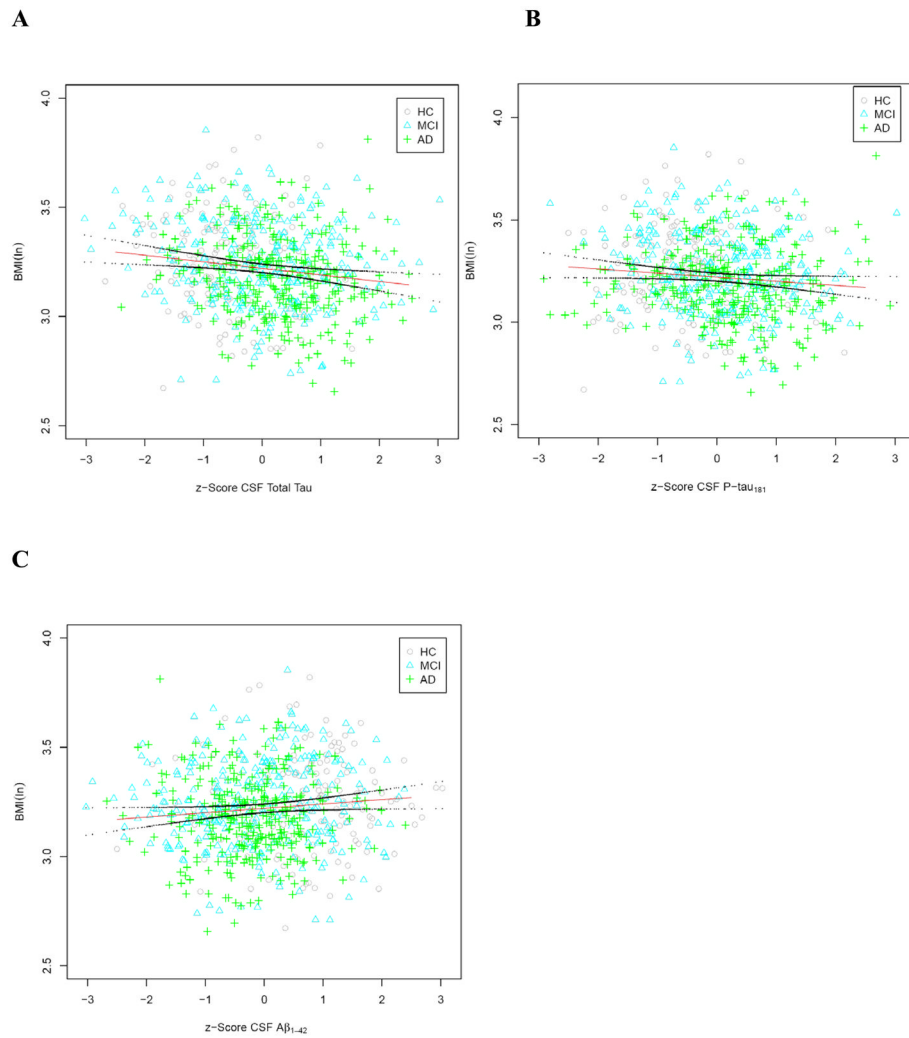 A
B
BMI(ln)
4.0
3.5
3.0
2.5
HC
MCI
AD
−3 −2 −1 0 1 2 3
z−Score CSF Total Tau
BMI(ln)
4.0
3.5
3.0
2.5
HC
MCI
AD
−3 −2 −1 0 1 2 3
z−Score CSF P−tau₁₈₁
C
BMI(ln)
4.0
3.5
3.0
2.5
HC
MCI
AD
−3 −2 −1 0 1 2 3
z−Score CSF Aβ₁₋₄₂